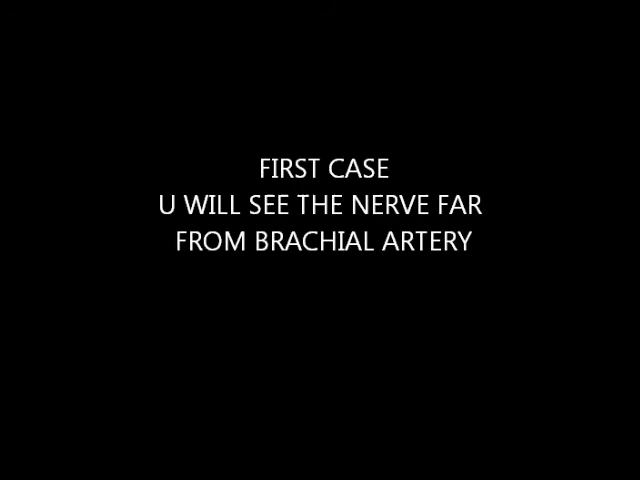 FIRST CASE
U WILL SEE THE NERVE FAR
FROM BRACHIAL ARTERY